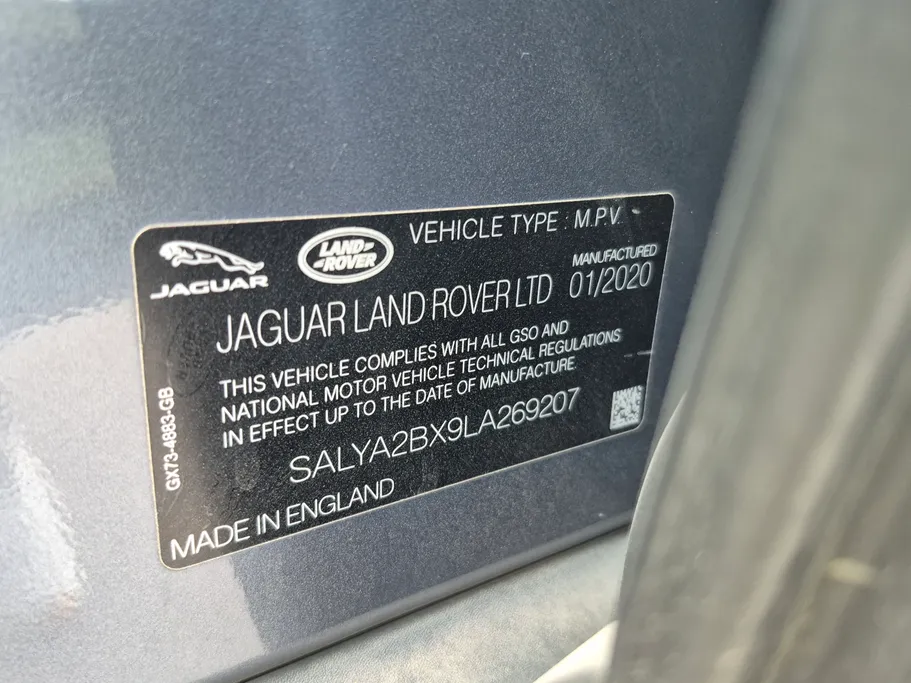 VEHICLE TYPE : M.P.V.
JAGUAR
LAND ROVER
MANUFACTURED
01/2020
JAGUAR LAND ROVER LTD
THIS VEHICLE COMPLIES WITH ALL GSO AND
NATIONAL MOTOR VEHICLE TECHNICAL REGULATIONS
IN EFFECT UP TO THE DATE OF MANUFACTURE.
SALYA2BX9LA269207
MADE IN ENGLAND
GX73-4883-GB